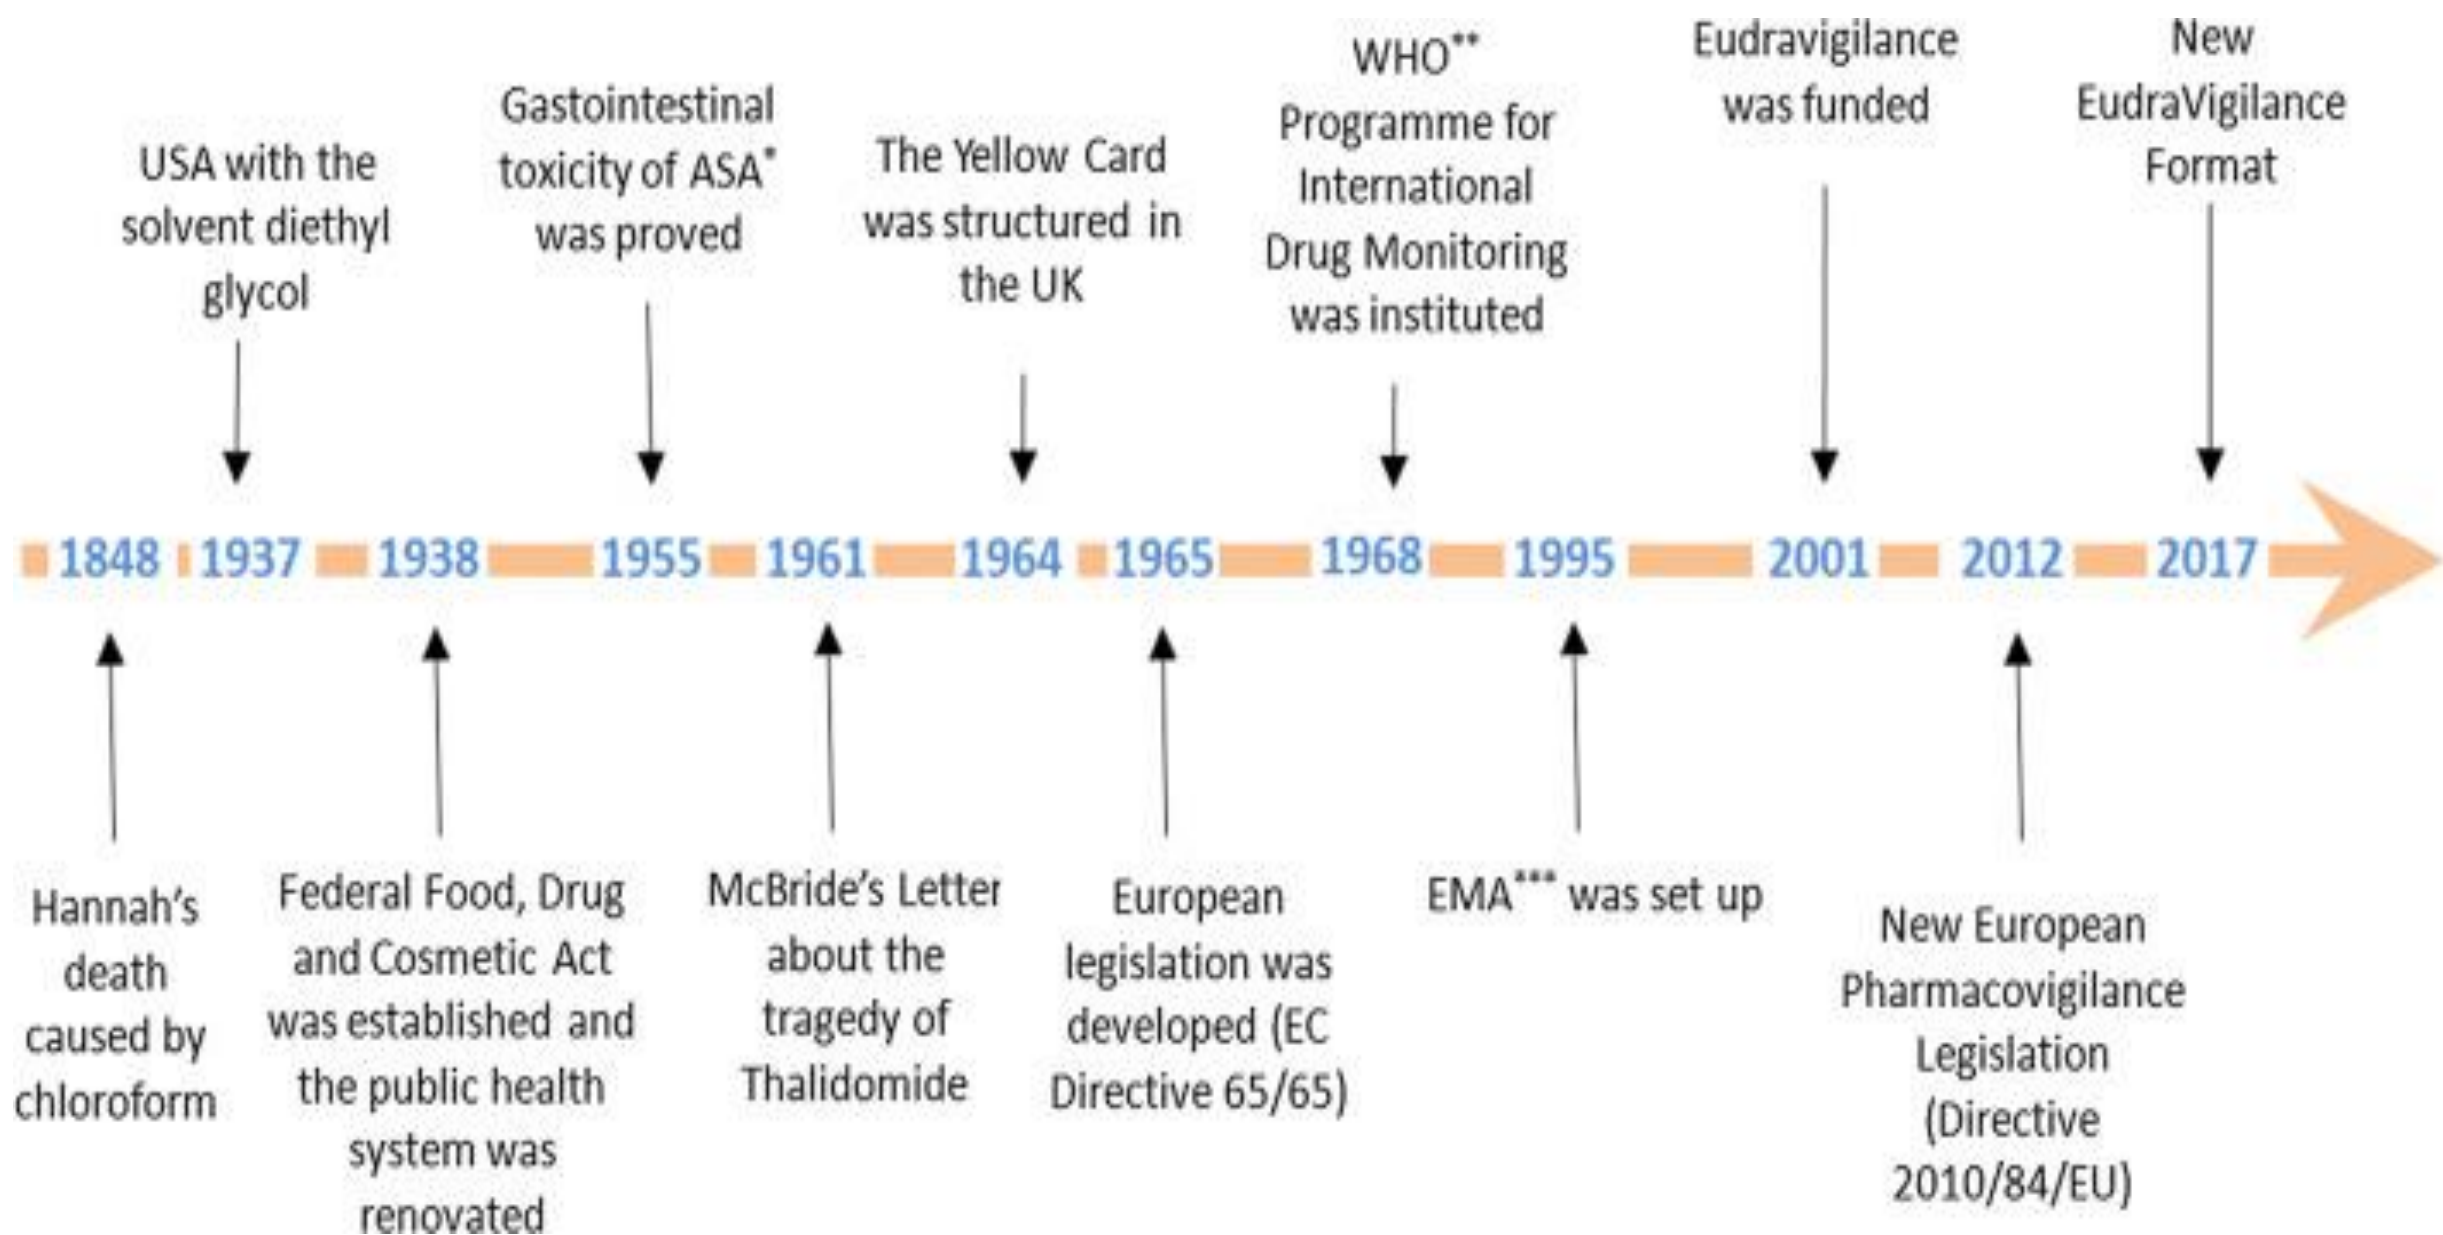 USA with the
solvent diethyl
glycol
Gastointestinal
toxicity of ASA*
was proved
The Yellow Card
was structured in
the UK
WHO**
Programme for
International
Drug Monitoring
was instituted
Eudravigilance
was funded
New
EudraVigilance
Format
1848 1937 1938 1955 1961 1964 1965 1968 1995 2001 2012 2017
Hannah's
death
caused by
chloroform
Federal Food, Drug
and Cosmetic Act
was established and
the public health
system was
renovated
McBride's Letter
about the
tragedy of
Thalidomide
European
legislation was
developed (EC
Directive 65/65)
EMA*** was set up
New European
Pharmacovigilance
Legislation
(Directive
2010/84/EU)